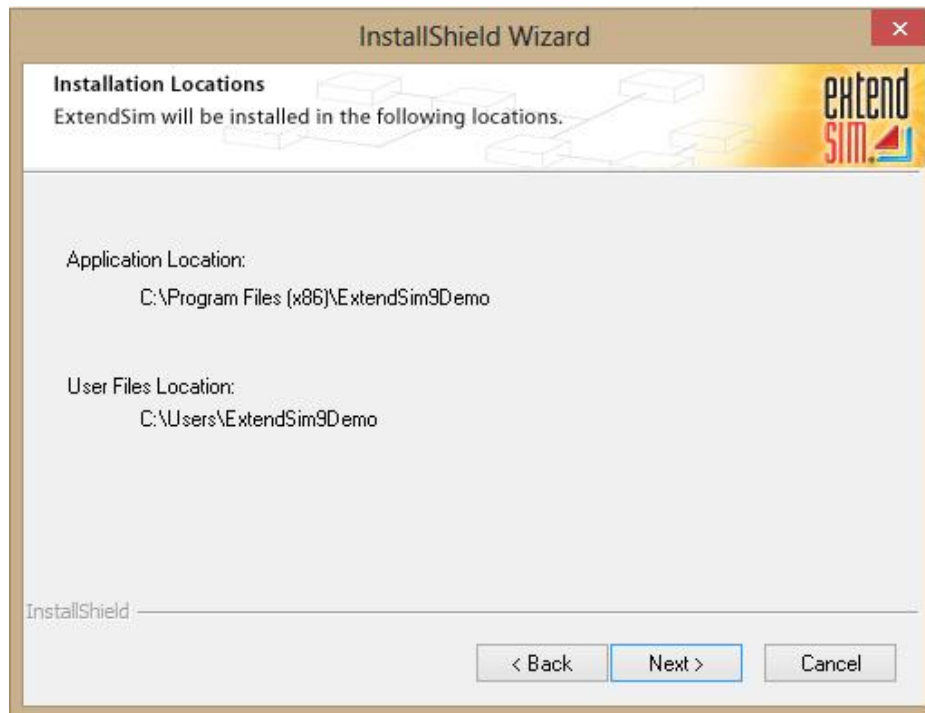 InstallShield Wizard
Installation Locations
ExtendSim will be installed in the following locations.
extend
SIM.
Application Location:
C:\Program Files (x86)\ExtendSim9Demo
User Files Location:
C:\Users\ExtendSim9Demo
InstallShield
< Back
Next >
Cancel